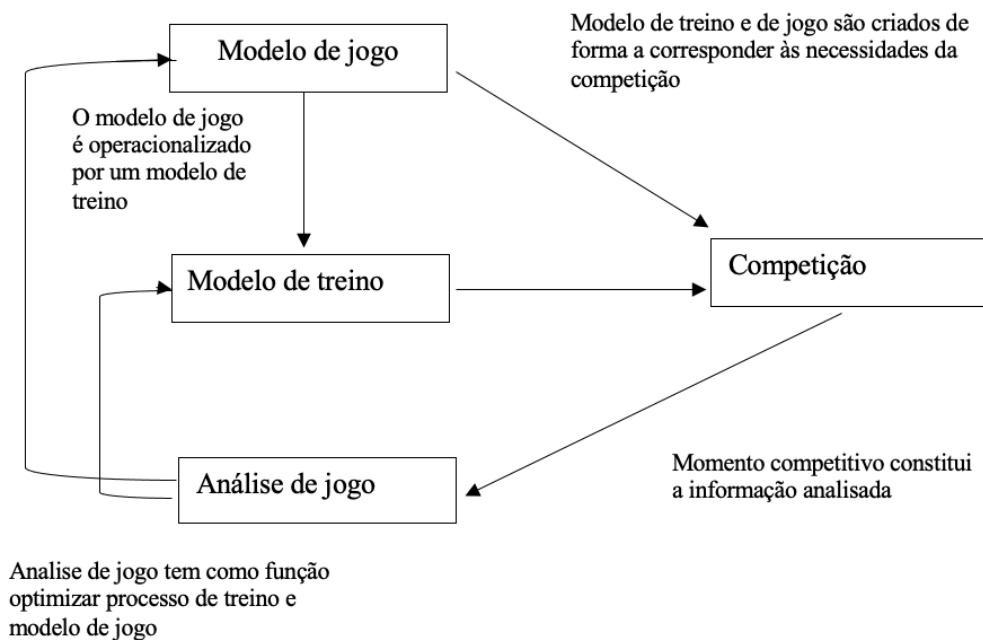 Modelo de jogo
Modelo de treino e de jogo são criados de
forma a corresponder às necessidades da
competição
O modelo de jogo
é operacionalizado
por um modelo de
treino
Modelo de treino
Competição
Análise de jogo
Momento competitivo constitui
a informação analisada
Analise de jogo tem como função
optimizar processo de treino e
modelo de jogo